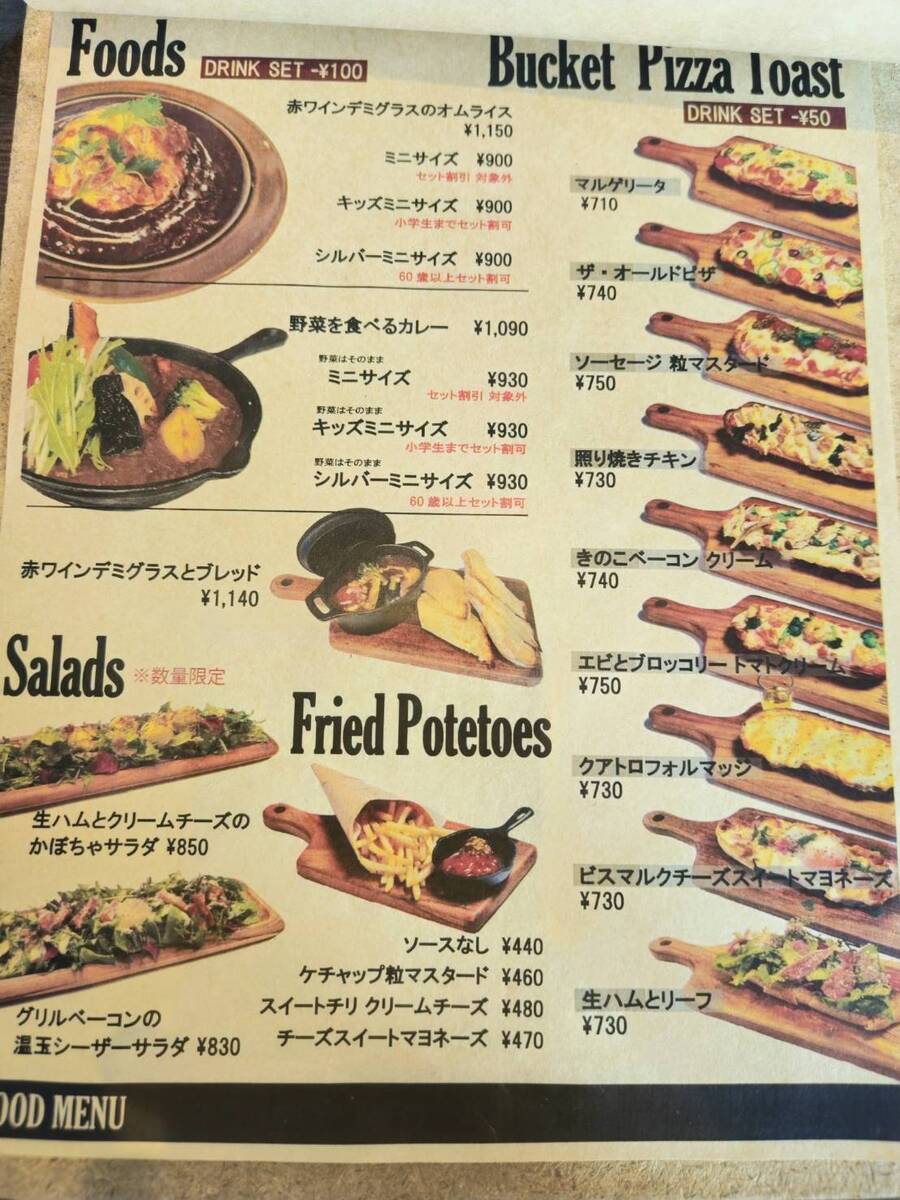 Foods
DRINK SET -¥100
赤ワインデミグラスのオムライス
¥1,150
ミニサイズ ¥900
セット割引 対象外
キッズミニサイズ ¥900
小学生までセット割可
シルバーミニサイズ ¥900
60歳以上セット割可
野菜を食べるカレー ¥1,090
野菜はそのまま
ミニサイズ ¥930
セット割引 対象外
野菜はそのまま
キッズミニサイズ ¥930
小学生までセット割可
野菜はそのまま
シルバーミニサイズ ¥930
60歳以上セット割可
赤ワインデミグラスとブレッド
¥1,140
Salads ※数量限定
生ハムとクリームチーズの
かぼちゃサラダ ¥850
グリルベーコンの
温玉シーザーサラダ ¥830
Fried Potetoes
ソースなし ¥440
ケチャップ粒マスタード ¥460
スイートチリ クリームチーズ ¥480
チーズスイートマヨネーズ ¥470
Bucket Pizza Toast
DRINK SET -¥50
マルゲリータ
¥710
ザ・オールドピザ
¥740
ソーセージ 粒マスタード
¥750
照り焼きチキン
¥730
きのこベーコン クリーム
¥740
エビとブロッコリー トマトクリーム
¥750
クアトロフォルマッジ
¥730
ビスマルクチーズスイートマヨネーズ
¥730
生ハムとリーフ
¥730
OOD MENU